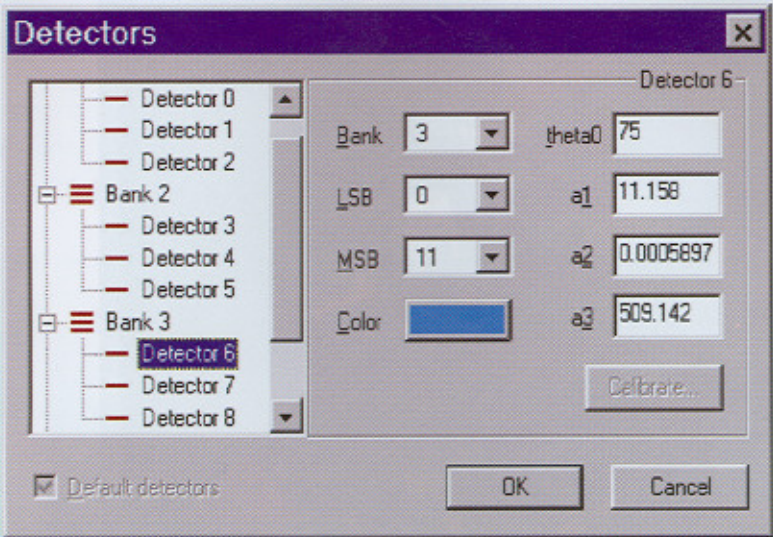 Detectors
Detector 0
Detector 1
Detector 2
Bank 2
Detector 3
Detector 4
Detector 5
Bank 3
Detector 6
Detector 7
Detector 8
Detector 6
Bank 3
theta0 75
LSB 0
a1 11.158
MSB 11
a2 0.0005897
Color
a3 509.142
Calibrate...
Default detectors
OK
Cancel